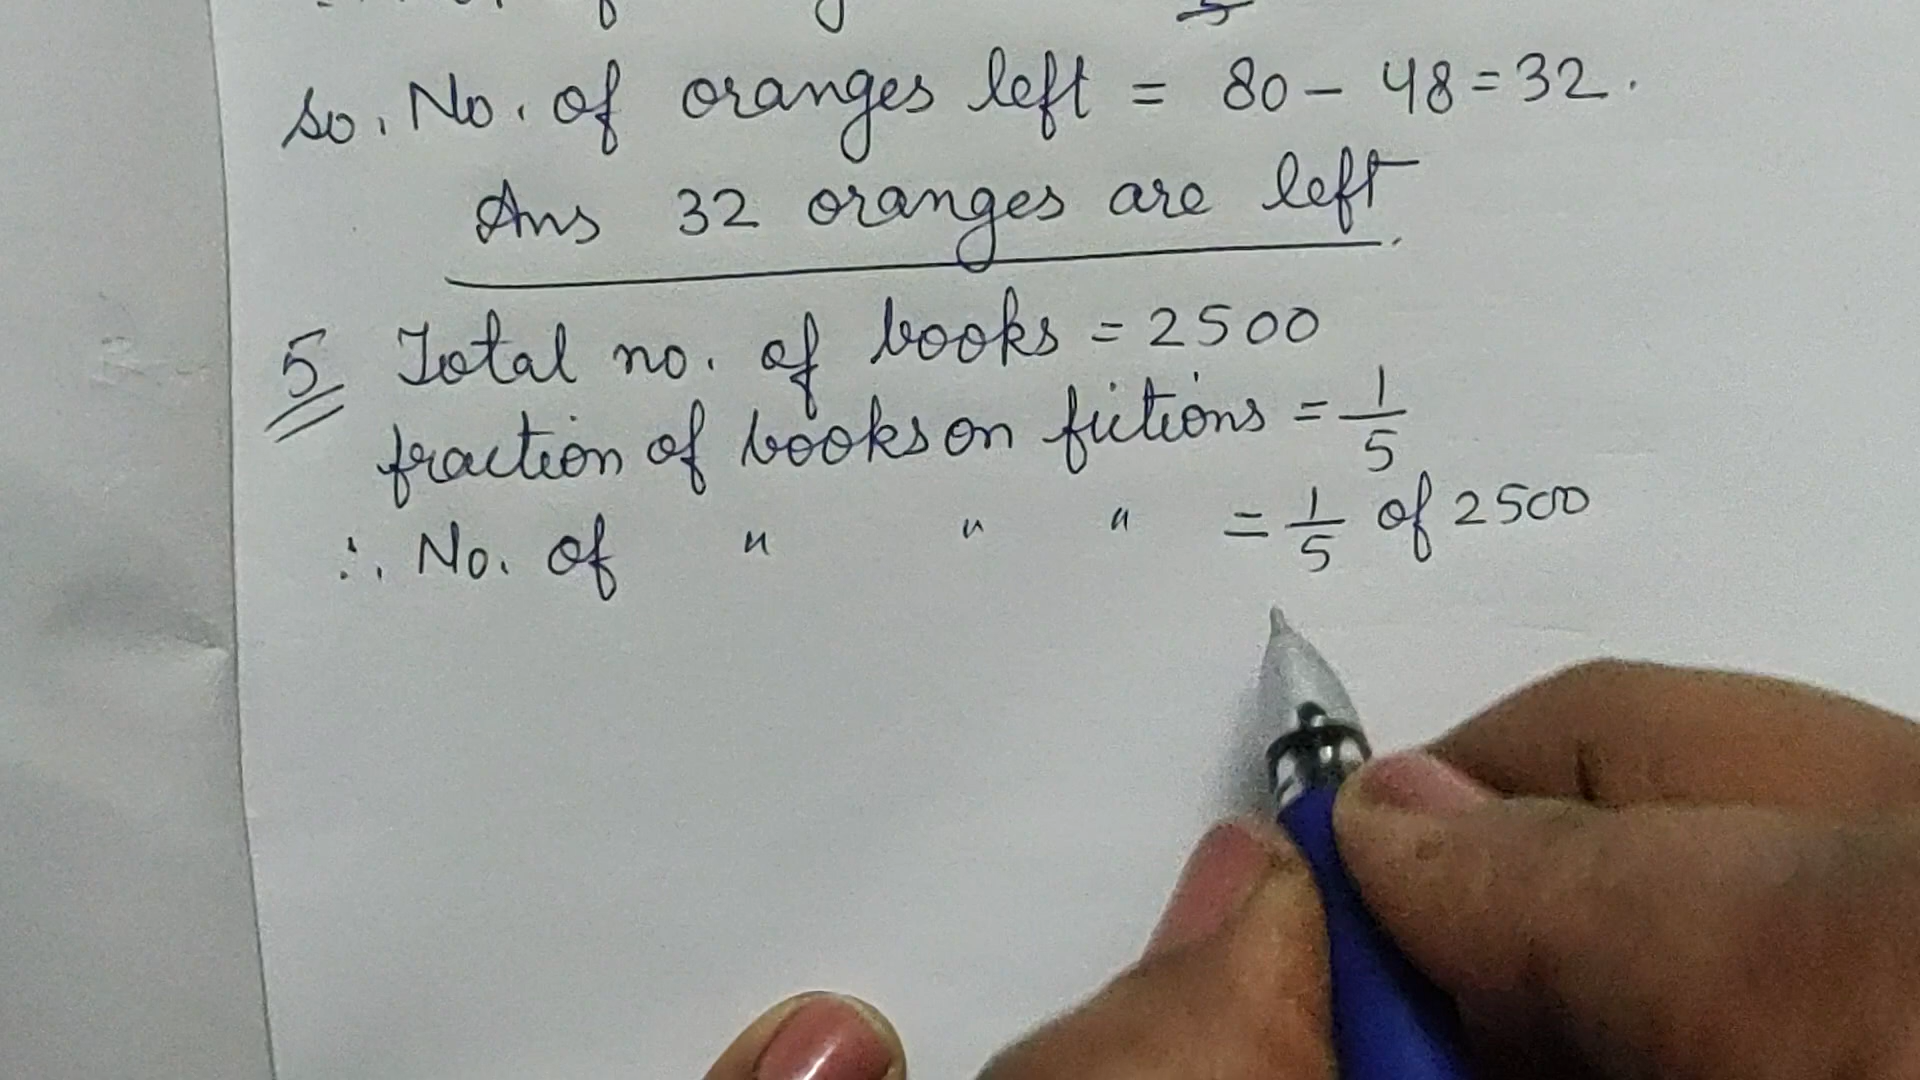 so, No. of oranges left = 80 - 48 = 32.
Ans 32 oranges are left.
5 Total no. of books = 2500
fraction of books on fictions = 1/5
∴ No. of " " " = 1/5 of 2500